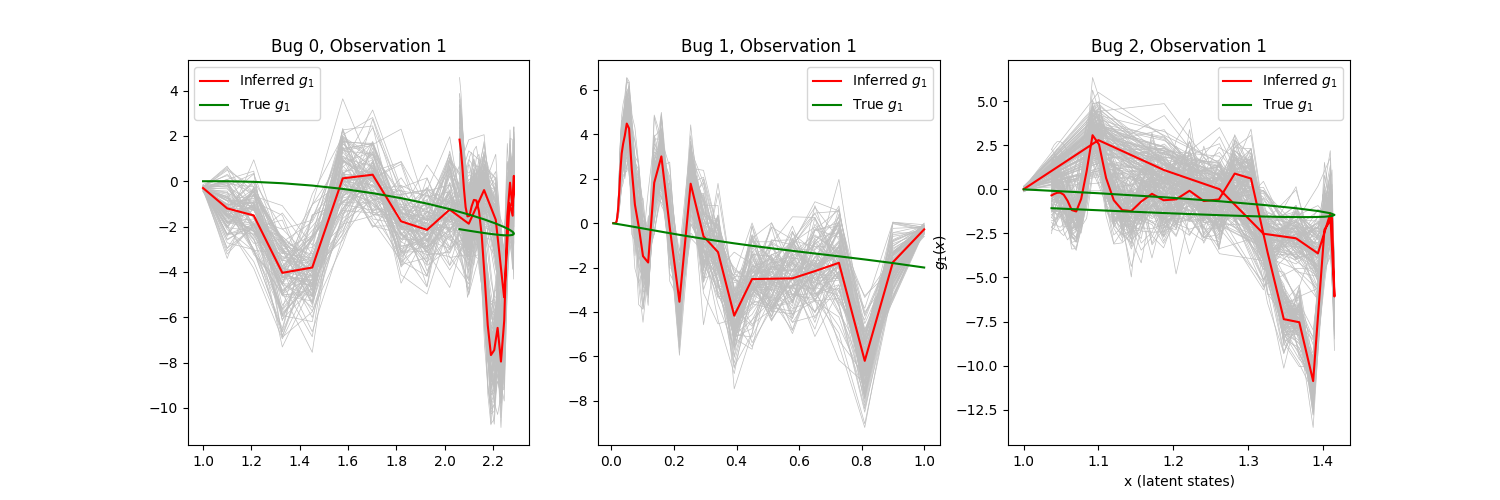 Bug 0, Observation 1
Inferred g₁
True g₁
4
2
0
−2
−4
−6
−8
−10
1.0 1.2 1.4 1.6 1.8 2.0 2.2
Bug 1, Observation 1
Inferred g₁
True g₁
6
4
2
0
−2
−4
−6
−8
0.0 0.2 0.4 0.6 0.8 1.0
Bug 2, Observation 1
Inferred g₁
True g₁
g₁(x)
5.0
2.5
0.0
−2.5
−5.0
−7.5
−10.0
−12.5
1.0 1.1 1.2 1.3 1.4
x (latent states)